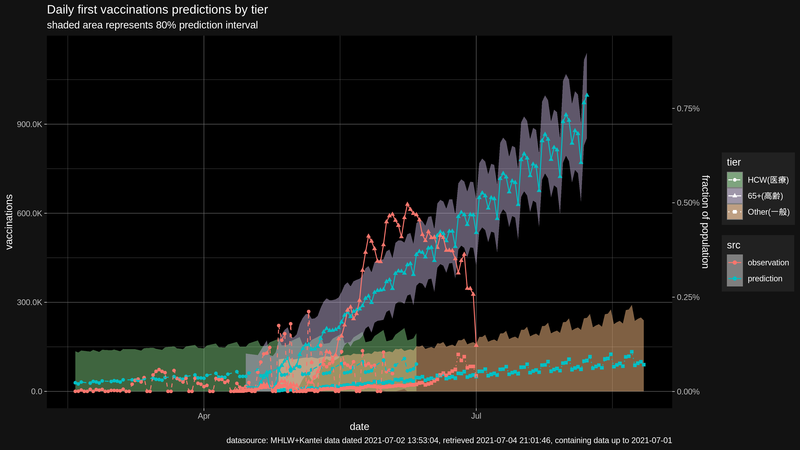 Daily first vaccinations predictions by tier
shaded area represents 80% prediction interval
vaccinations
900.0K
600.0K
300.0K
0.0
Apr
Jul
date
0.75%
0.50%
0.25%
0.00%
fraction of population
tier
HCW(医療)
65+(高齢)
Other(一般)
src
observation
prediction
datasource: MHLW+Kantei data dated 2021-07-02 13:53:04, retrieved 2021-07-04 21:01:46, containing data up to 2021-07-01